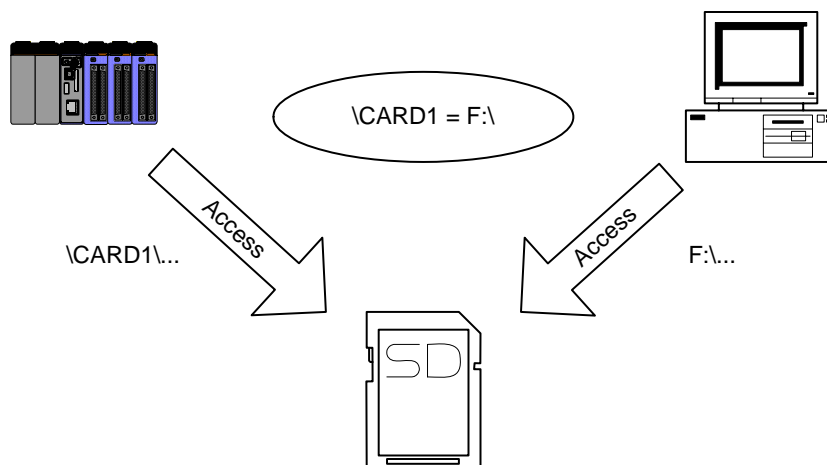 \CARD1 = F:\
Access
Access
\CARD1\...
F:\...
SD